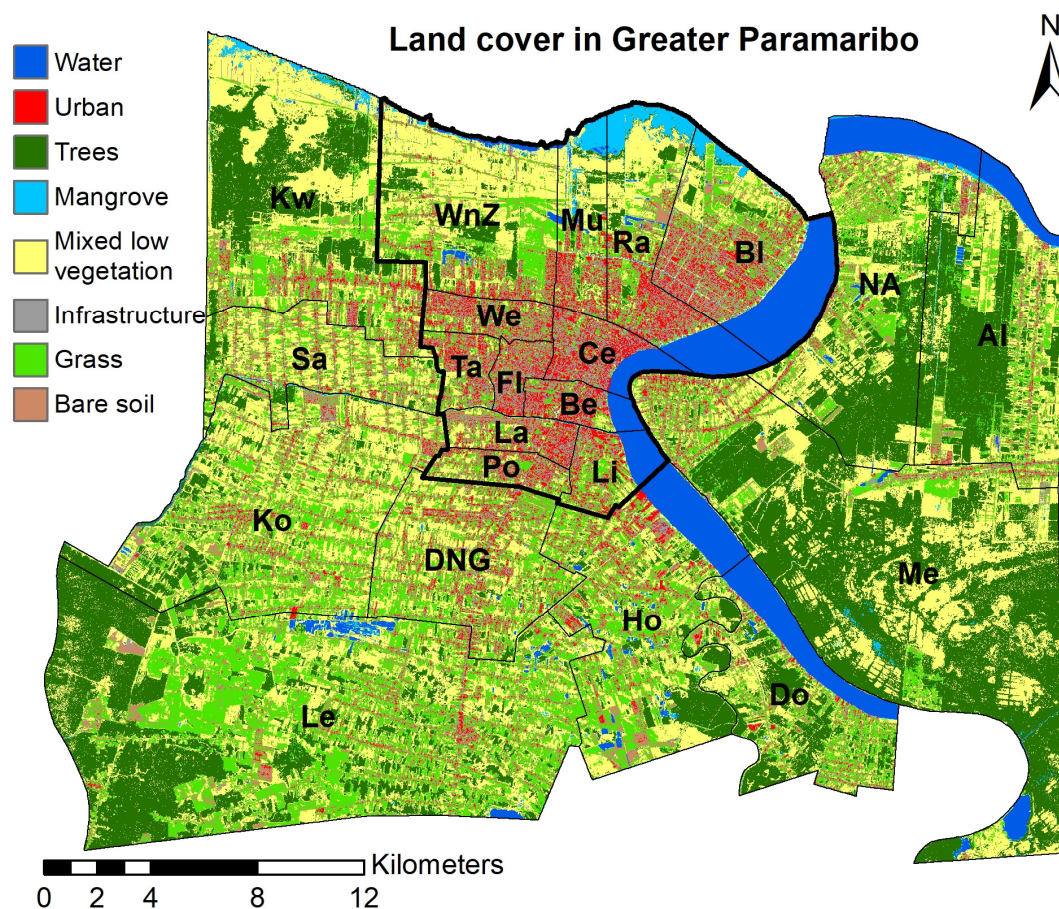 Land cover in Greater Paramaribo
N
Water
Urban
Trees
Mangrove
Mixed low
vegetation
Infrastructure
Grass
Bare soil
Kw
WnZ
Mu
Ra
Bl
NA
Al
We
Ce
Sa
Ta
Fl
Be
La
Po
Li
Ko
DNG
Me
Ho
Do
Le
Kilometers
0 2 4 8 12